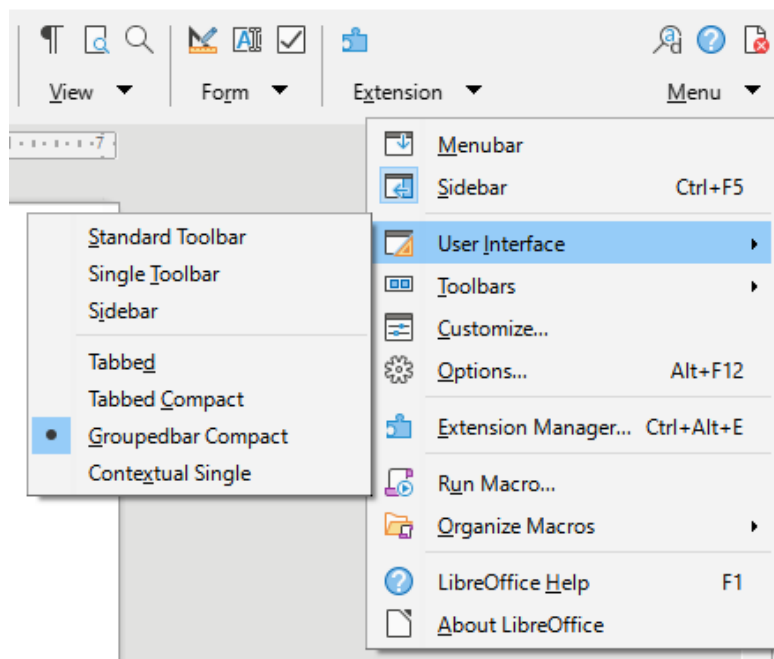 View Form Extension Menu
7
Menubar
Sidebar Ctrl+F5
User Interface
Toolbars
Customize...
Options... Alt+F12
Extension Manager... Ctrl+Alt+E
Run Macro...
Organize Macros
LibreOffice Help F1
About LibreOffice
Standard Toolbar
Single Toolbar
Sidebar
Tabbed
Tabbed Compact
Groupedbar Compact
Contextual Single